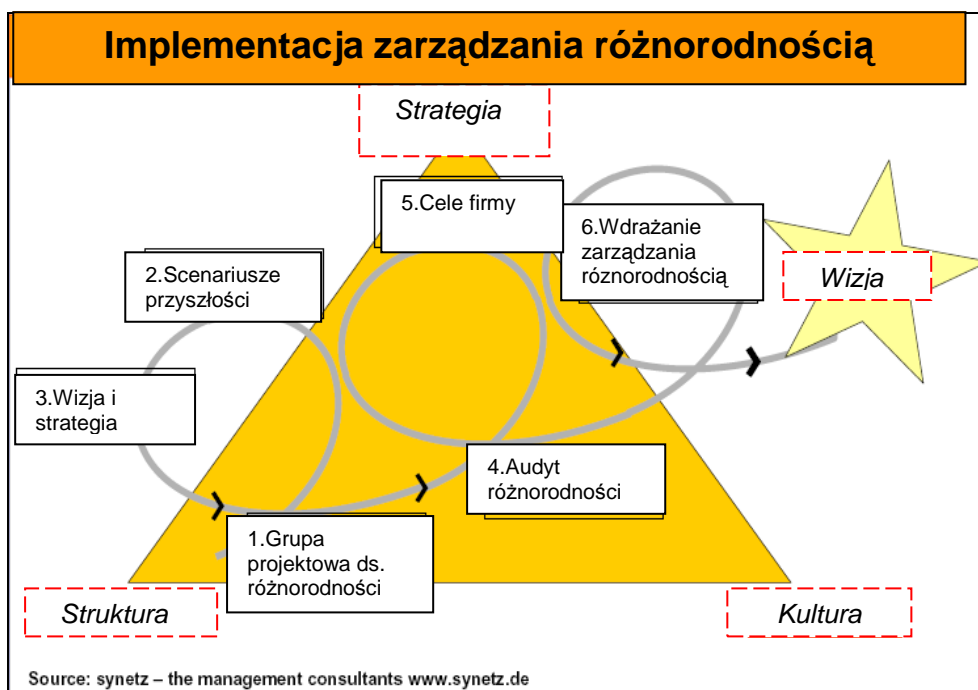 Implementacja zarządzania różnorodnością
Strategia
5.Cele firmy
6.Wdrażanie
zarządzania
róznorodnością
2.Scenariusze
przyszłości
Wizja
3.Wizja i
strategia
4.Audyt
różnorodności
1.Grupa
projektowa ds.
różnorodności
Struktura
Kultura
Source: synetz – the management consultants www.synetz.de